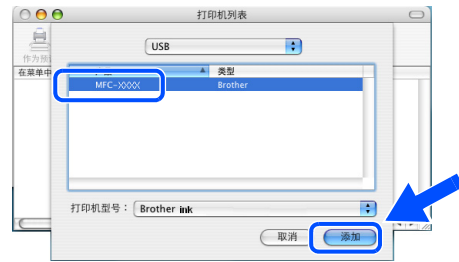 打印机列表
USB
作为预
在菜单中
类型
MFC-XXXX
Brother
打印机型号：
Brother ink
取消
添加